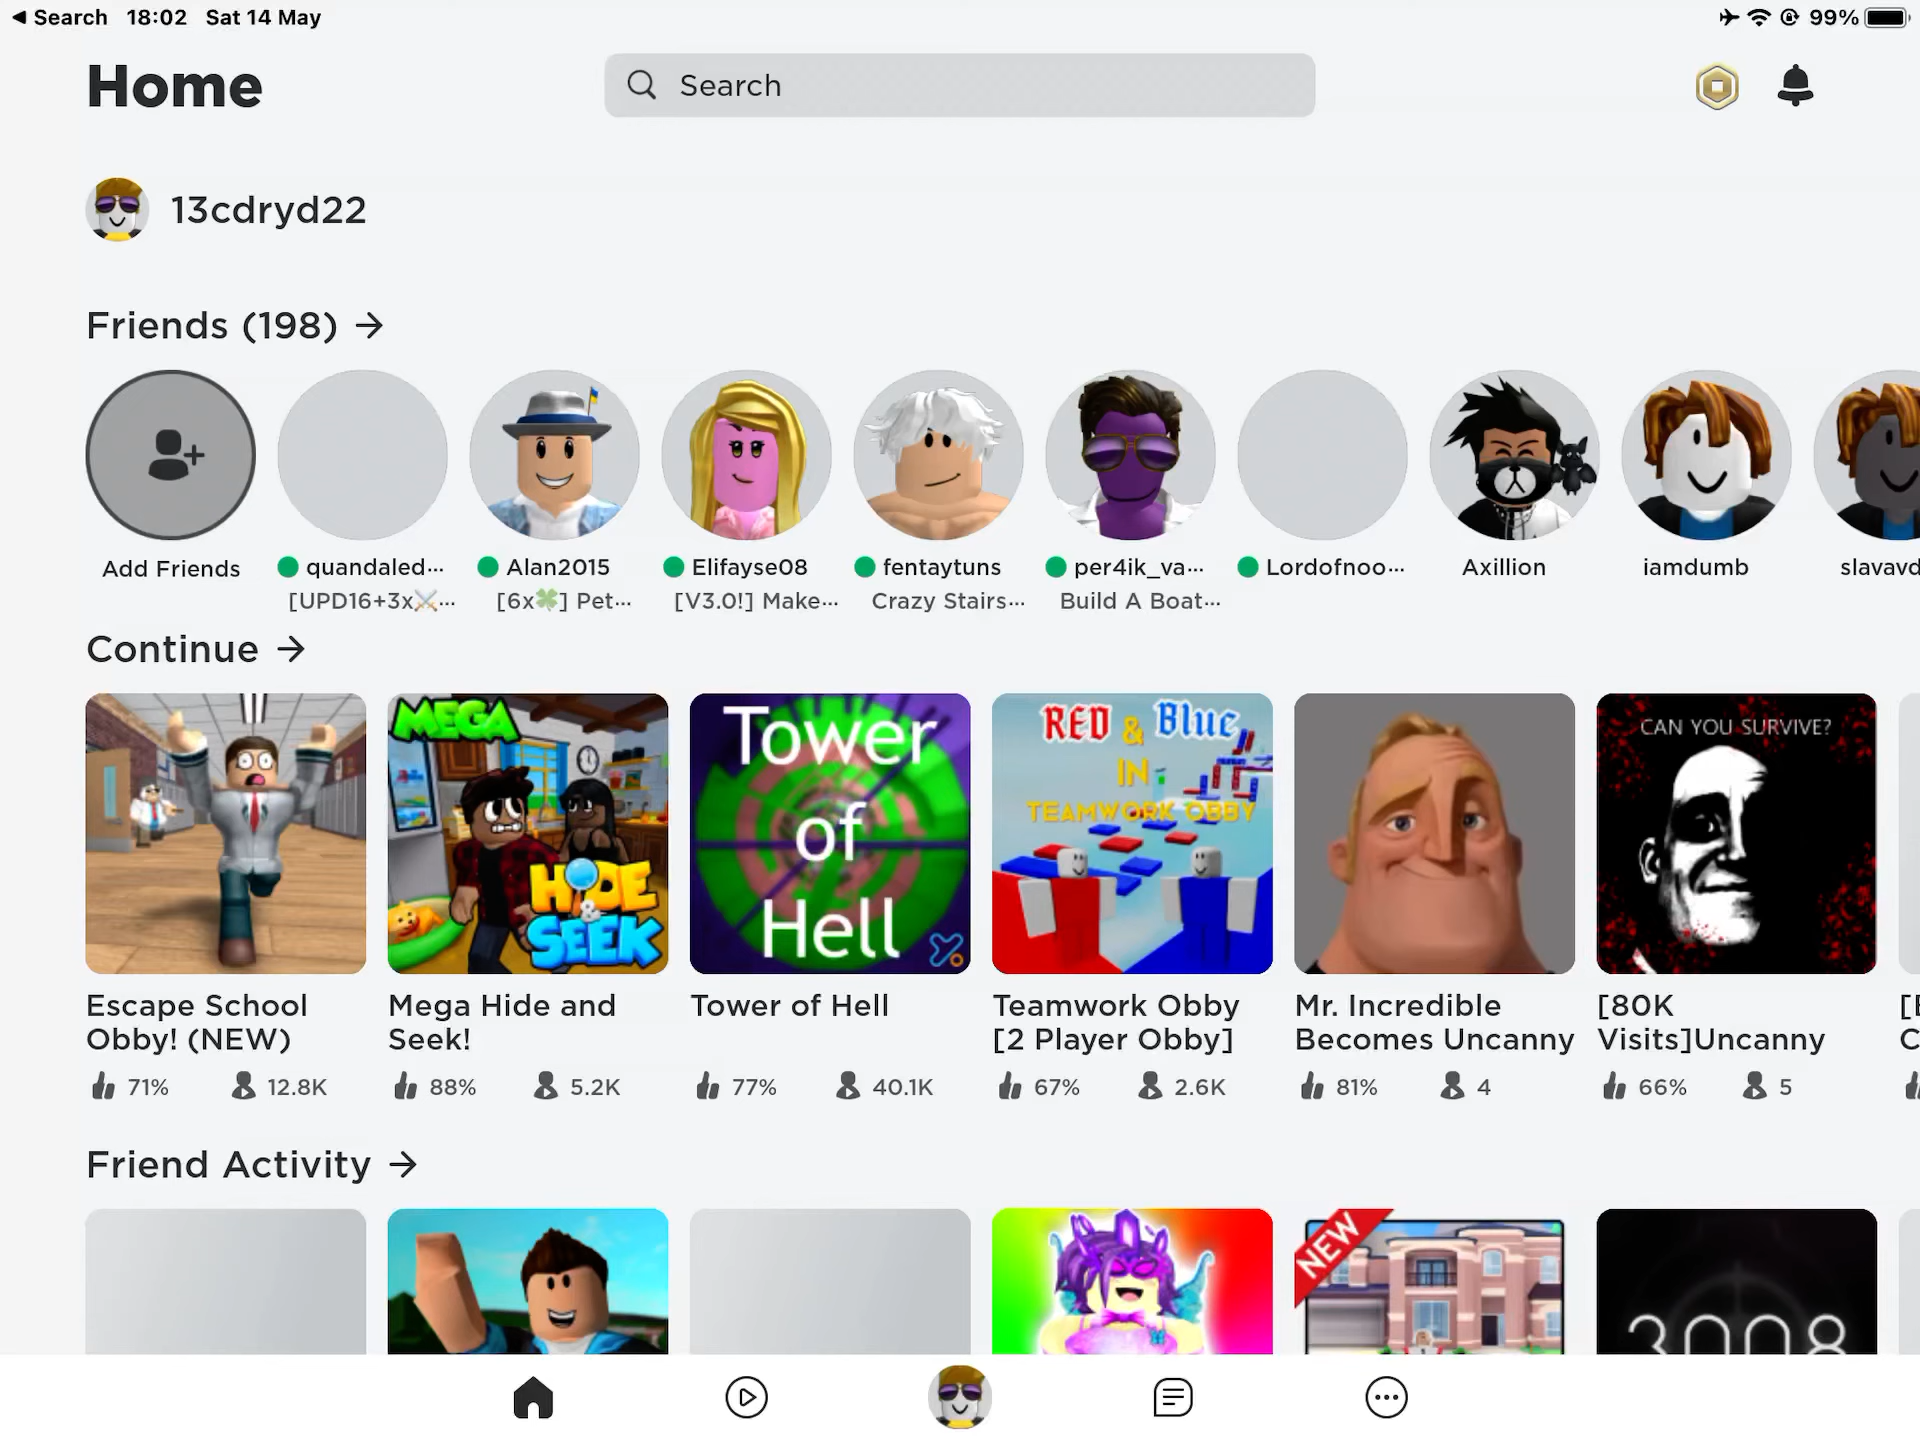 Search 18:02 Sat 14 May
99%
Home
Search
13cdryd22
Friends (198)
Add Friends
quandaled...
Alan2015
Elifayse08
fentaytuns
per4ik_va...
Lordofnoo...
Axillion
iamdumb
slavavd
[UPD16+3x⚔️...
[6x🍀] Pet...
[V3.0!] Make...
Crazy Stairs...
Build A Boat...
Continue
MEGA
HIDE
&
SEEK
Tower
of
Hell
RED & Blue
IN
TEAMWORK OBBY
CAN YOU SURVIVE?
Escape School
Obby! (NEW)
71% 12.8K
Mega Hide and
Seek!
88% 5.2K
Tower of Hell
77% 40.1K
Teamwork Obby
[2 Player Obby]
67% 2.6K
Mr. Incredible
Becomes Uncanny
81% 4
[80K
Visits]Uncanny
66% 5
Friend Activity
NEW
3008